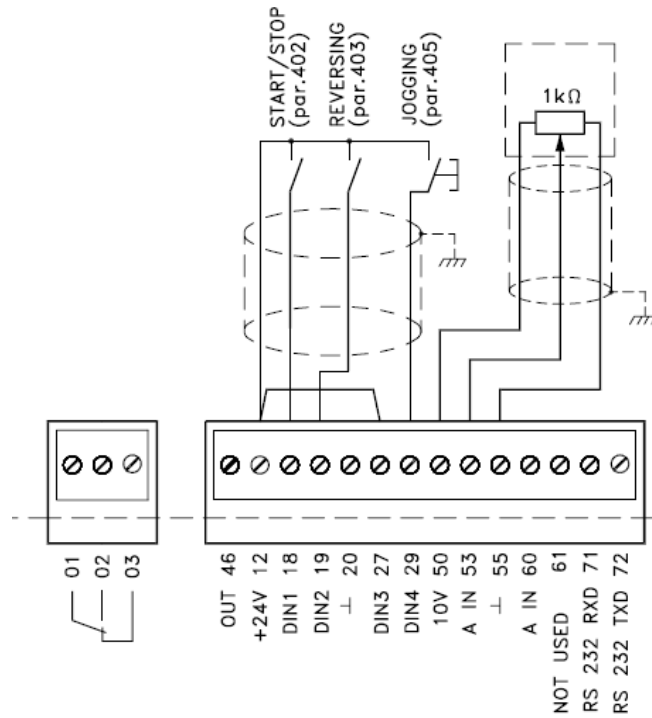 START/STOP
(par.402)
REVERSING
(par.403)
JOGGING
(par.405)
1kΩ
01
02
03
OUT 46
+24V 12
DIN1 18
DIN2 19
⊥ 20
DIN3 27
DIN4 29
10V 50
A IN 53
⊥ 55
A IN 60
NOT USED 61
RS 232 RXD 71
RS 232 TXD 72